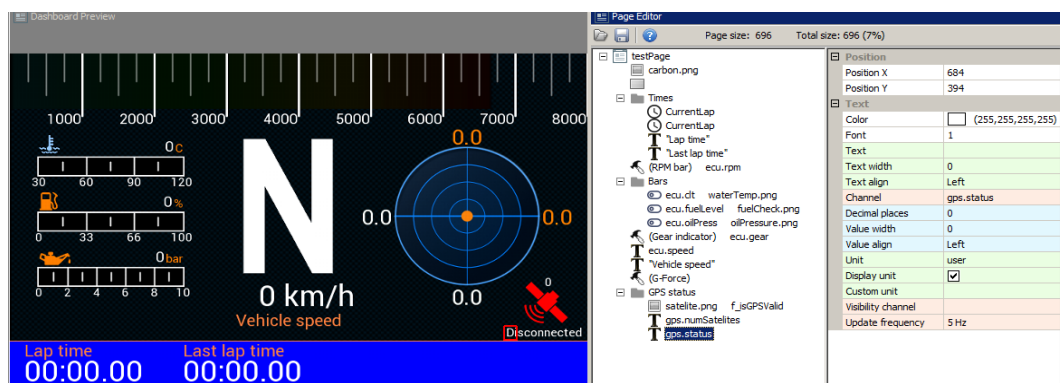 Dashboard Preview
1000 2000 3000 4000 5000 6000 7000 8000
0 C
30 60 90 120
0 %
0 33 66 100
0 bar
0 2 4 6 8 10
N
0 km/h
Vehicle speed
0.0
0.0 0.0
0.0
0
Disconnected
Lap time Last lap time
00:00.00 00:00.00
Page Editor
Page size: 696 Total size: 696 (7%)
testPage
carbon.png
Times
CurrentLap
CurrentLap
"Lap time"
"Last lap time"
(RPM bar) ecu.rpm
Bars
ecu.clt waterTemp.png
ecu.fuelLevel fuelCheck.png
ecu.oilPress oilPressure.png
(Gear indicator) ecu.gear
ecu.speed
"Vehicle speed"
(G-Force)
GPS status
satelite.png f_isGPSValid
gps.numSatelites
gps.status
Position
Position X 684
Position Y 394
Text
Color (255,255,255,255)
Font 1
Text
Text width 0
Text align Left
Channel gps.status
Decimal places 0
Value width 0
Value align Left
Unit user
Display unit
Custom unit
Visibility channel
Update frequency 5 Hz